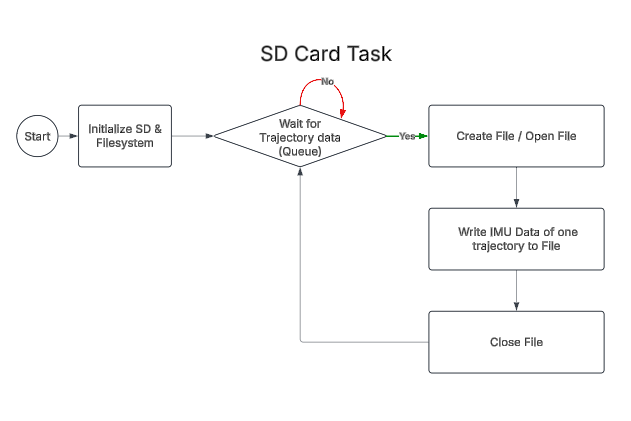 SD Card Task
No
Start
Initialize SD &
Filesystem
Wait for
Trajectory data
(Queue)
Yes
Create File / Open File
Write IMU Data of one
trajectory to File
Close File